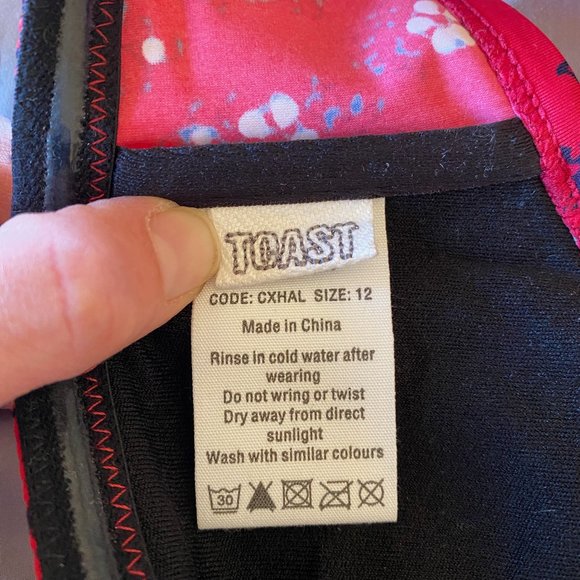 TOAST
CODE: CXHAL SIZE: 12
Made in China
Rinse in cold water after
wearing
Do not wring or twist
Dry away from direct
sunlight
Wash with similar colours
30